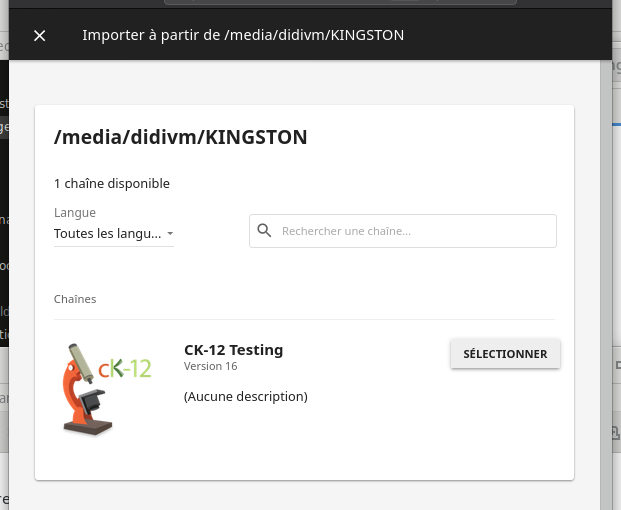 Importer à partir de /media/didivm/KINGSTON
/media/didivm/KINGSTON
1 chaîne disponible
Langue
Toutes les langu...
Rechercher une chaîne...
Chaînes
cK-12
CK-12 Testing
SÉLECTIONNER
Version 16
(Aucune description)